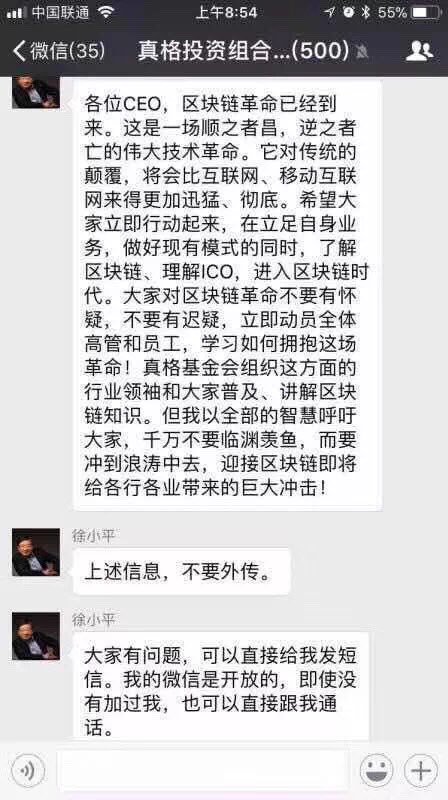 中国联通
上午8:54
55%
微信(35)
真格投资组合...(500)
各位CEO，区块链革命已经到
来。这是一场顺之者昌，逆之者
亡的伟大技术革命。它对传统的
颠覆，将会比互联网、移动互联
网来得更加迅猛、彻底。希望大
家立即行动起来，在立足自身业
务，做好现有模式的同时，了解
区块链、理解ICO，进入区块链时
代。大家对区块链革命不要有怀
疑，不要有迟疑，立即动员全体
高管和员工，学习如何拥抱这场
革命！真格基金会组织这方面的
行业领袖和大家普及、讲解区块
链知识。但我以全部的智慧呼吁
大家，千万不要临渊羡鱼，而要
冲到浪涛中去，迎接区块链即将
给各行各业带来的巨大冲击！
徐小平
上述信息，不要外传。
徐小平
大家有问题，可以直接给我发短
信。我的微信是开放的，即使没
有加过我，也可以直接跟我通
话。